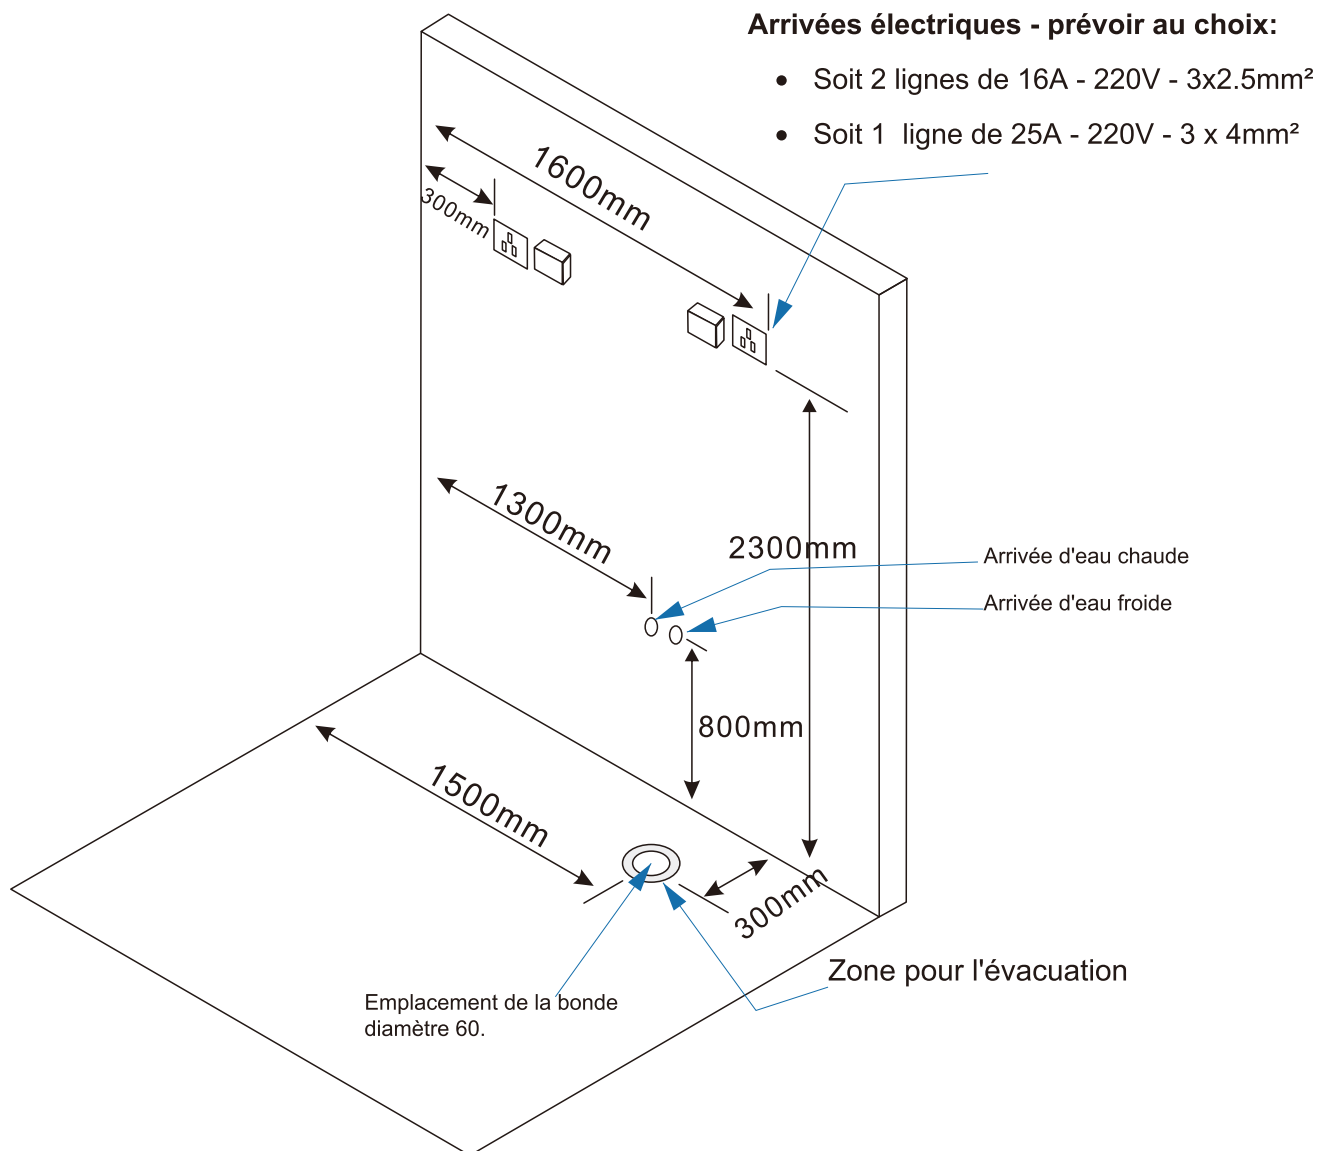 Arrivées électriques - prévoir au choix:
• Soit 2 lignes de 16A - 220V - 3x2.5mm²
• Soit 1 ligne de 25A - 220V - 3 x 4mm²
1600mm
300mm
1300mm
2300mm
Arrivée d'eau chaude
Arrivée d'eau froide
800mm
1500mm
300mm
Zone pour l'évacuation
Emplacement de la bonde
diamètre 60.